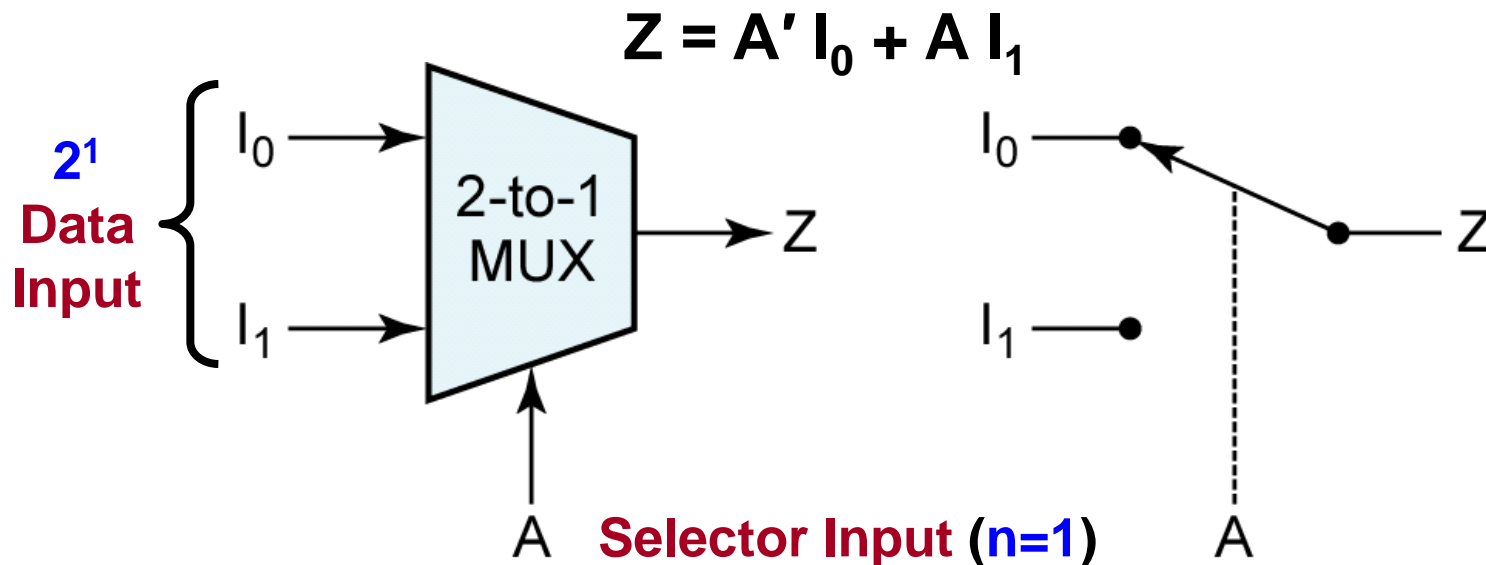 Z = A′ I₀ + A I₁
2¹
Data
Input
I₀
I₁
2-to-1
MUX
Z
A
Selector Input (n=1)
I₀
I₁
Z
A